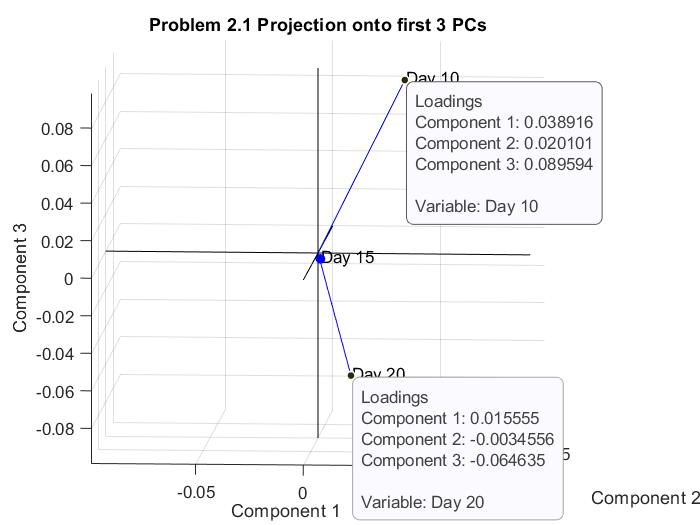 Problem 2.1 Projection onto first 3 PCs
Day 10
Loadings
Component 1: 0.038916
Component 2: 0.020101
Component 3: 0.089594
Variable: Day 10
0.08
0.06
0.04
0.02
0
-0.02
-0.04
-0.06
-0.08
Component 3
Day 15
Day 20
Loadings
Component 1: 0.015555
Component 2: -0.0034556
Component 3: -0.064635
Variable: Day 20
5
-0.05
0
Component 1
Component 2